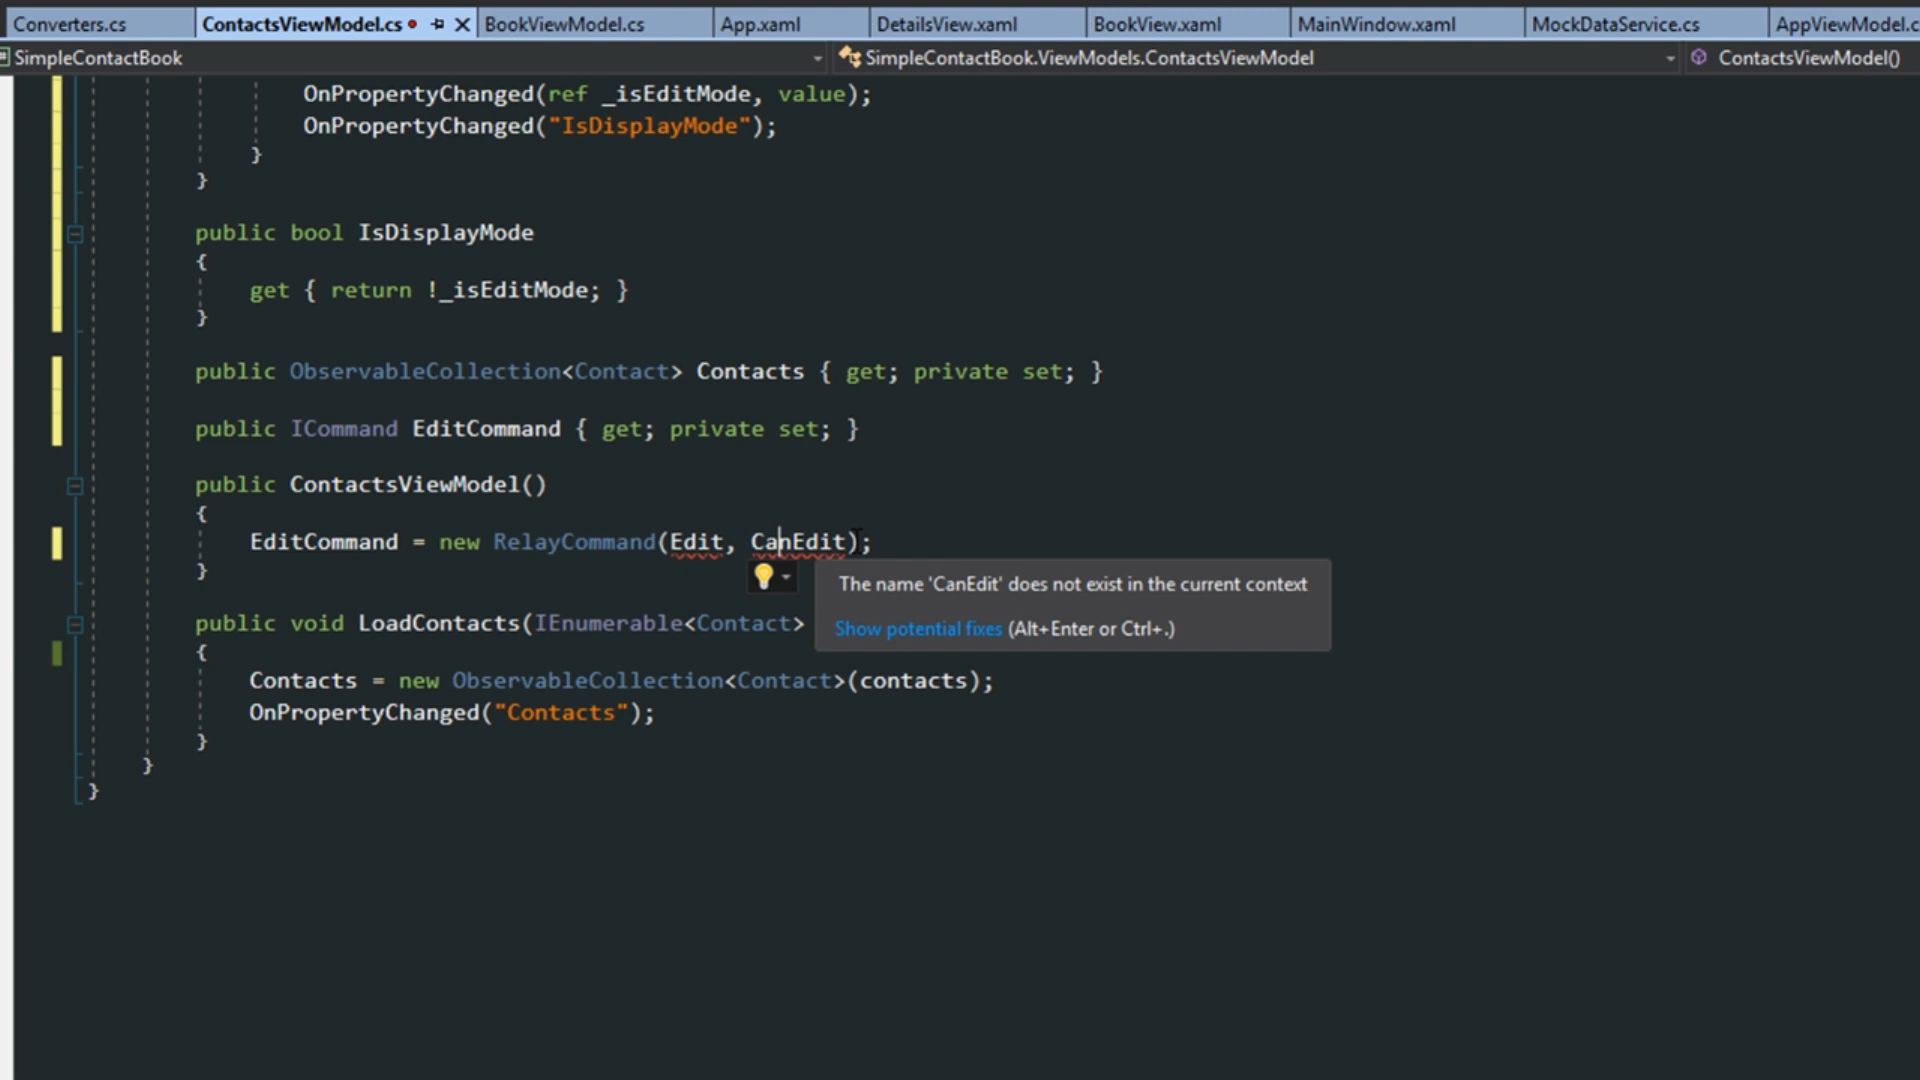 Converters.cs ContactsViewModel.cs BookViewModel.cs App.xaml DetailsView.xaml BookView.xaml MainWindow.xaml MockDataService.cs AppViewModel.c
SimpleContactBook SimpleContactBook.ViewModels.ContactsViewModel ContactsViewModel()
OnPropertyChanged(ref _isEditMode, value);
OnPropertyChanged("IsDisplayMode");
}
}
public bool IsDisplayMode
{
get { return !_isEditMode; }
}
public ObservableCollection<Contact> Contacts { get; private set; }
public ICommand EditCommand { get; private set; }
public ContactsViewModel()
{
EditCommand = new RelayCommand(Edit, CanEdit);
}
The name 'CanEdit' does not exist in the current context
Show potential fixes (Alt+Enter or Ctrl+.)
public void LoadContacts(IEnumerable<Contact>
{
Contacts = new ObservableCollection<Contact>(contacts);
OnPropertyChanged("Contacts");
}
}
}